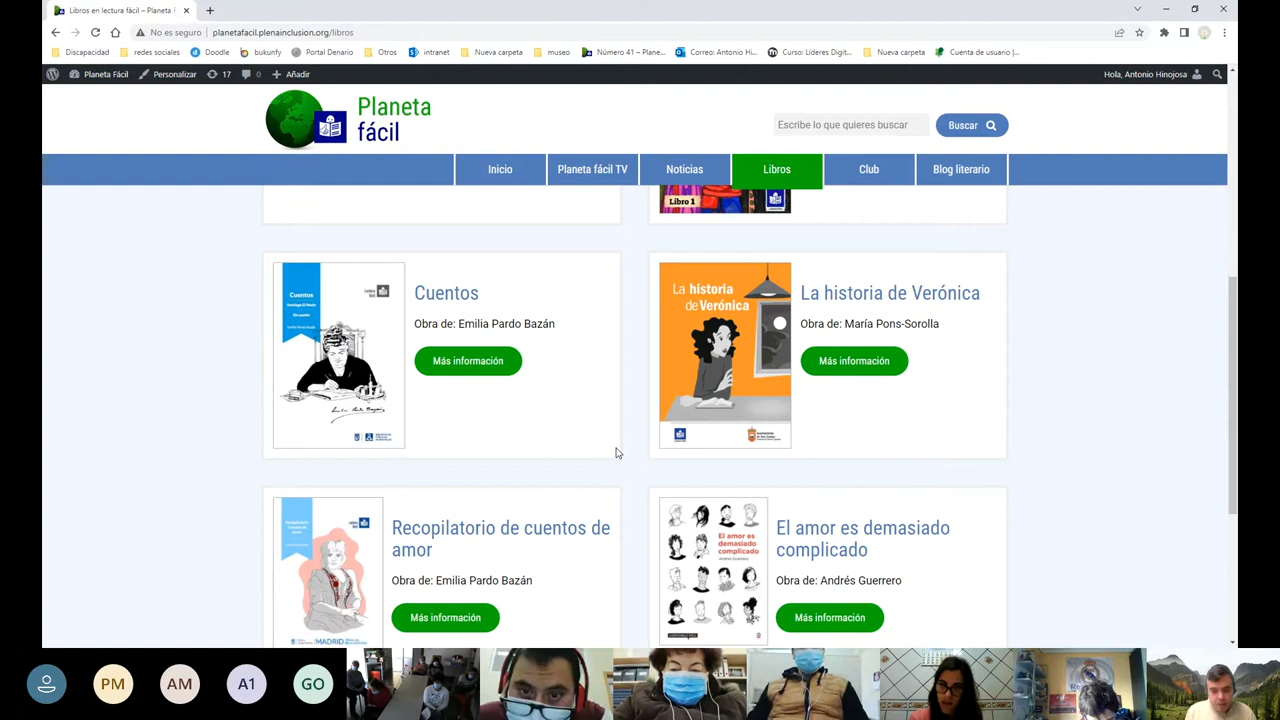 Libros en lectura fácil – Planeta F
No es seguro
planetafacil.plenainclusion.org/libros
Discapacidad
redes sociales
Doodle
bukunfy
Portal Denario
Otros
intranet
Nueva carpeta
museo
Número 41 – Plane...
Correo: Antonio Hi...
Curso: Líderes Digit...
Nueva carpeta
Cuenta de usuario |...
Planeta Fácil
Personalizar
17
0
Añadir
Hola, Antonio Hinojosa
Planeta
fácil
Escribe lo que quieres buscar
Buscar
Inicio
Planeta fácil TV
Noticias
Libros
Club
Blog literario
Libro 1
Cuentos
Emilia Pardo Bazán
Cuentos
Obra de: Emilia Pardo Bazán
Más información
La historia
de Verónica
La historia de Verónica
Obra de: María Pons-Sorolla
Más información
Recopilatorio de cuentos de
amor
Obra de: Emilia Pardo Bazán
Más información
MADRID
El amor es
demasiado
complicado
Andrés Guerrero
El amor es demasiado
complicado
Obra de: Andrés Guerrero
Más información
PM
AM
A1
GO